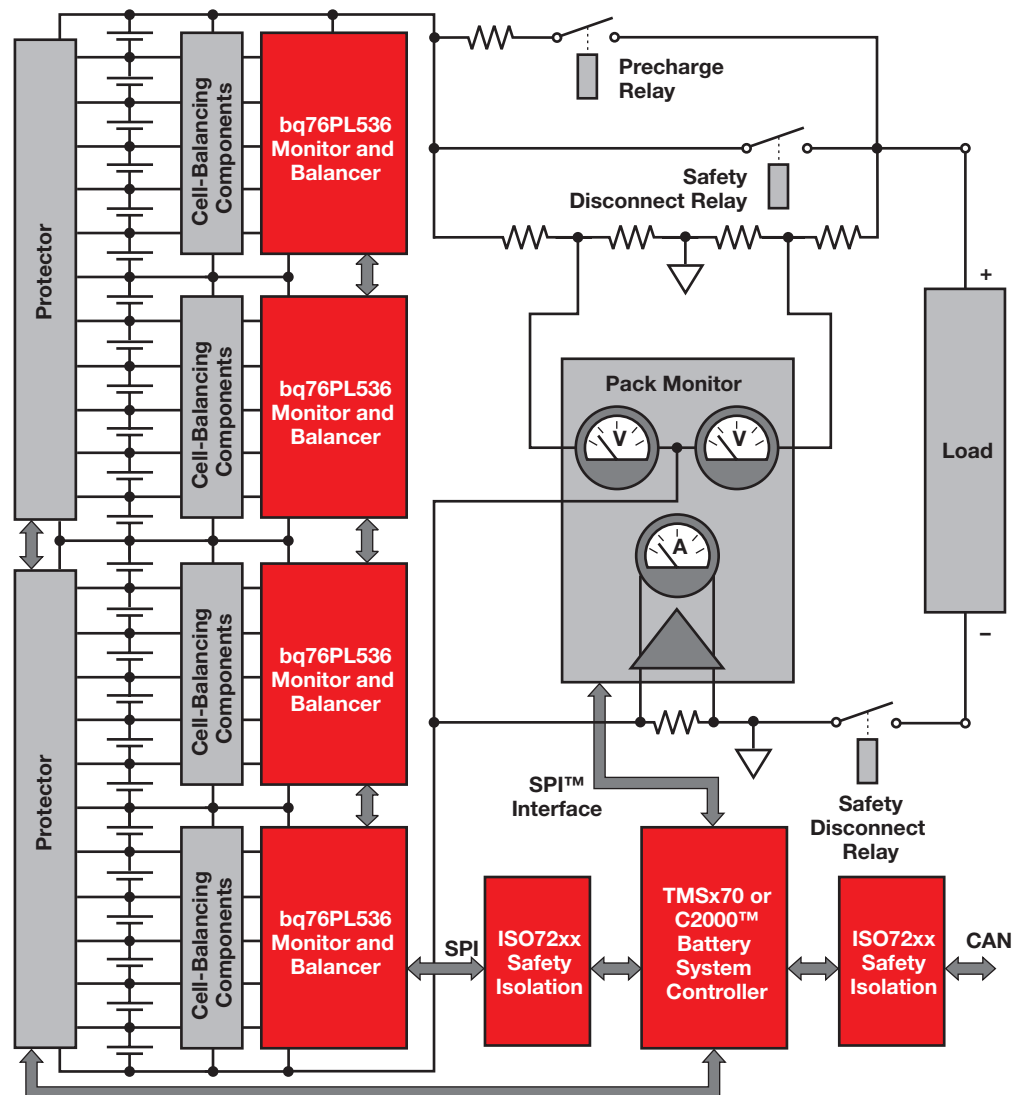 Protector
Cell-Balancing
Components
bq76PL536
Monitor and
Balancer
Precharge
Relay
Safety
Disconnect Relay
Cell-Balancing
Components
bq76PL536
Monitor and
Balancer
Pack Monitor
V
V
A
+
Load
−
Protector
Cell-Balancing
Components
bq76PL536
Monitor and
Balancer
SPI™
Interface
Safety
Disconnect
Relay
Cell-Balancing
Components
bq76PL536
Monitor and
Balancer
SPI
ISO72xx
Safety
Isolation
TMSx70 or
C2000™
Battery
System
Controller
ISO72xx
Safety
Isolation
CAN